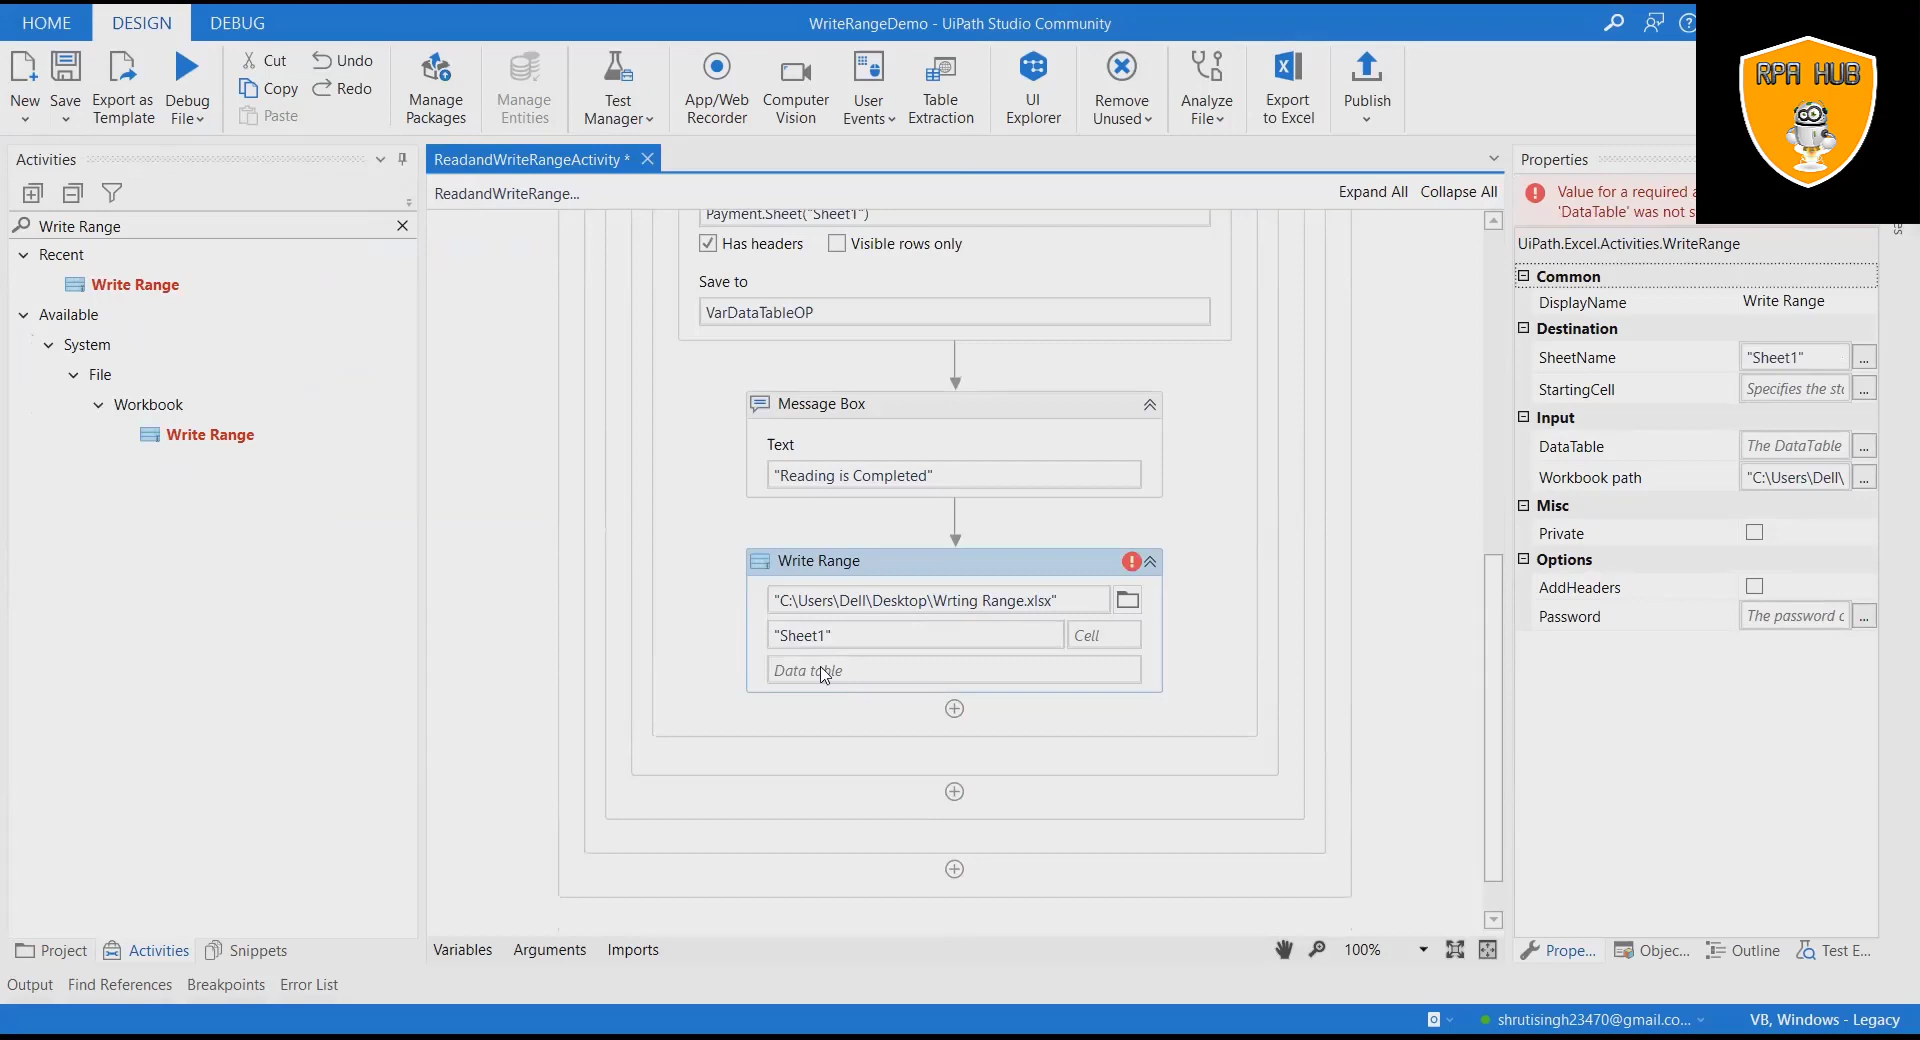 HOME DESIGN DEBUG
WriteRangeDemo - UiPath Studio Community
New
Save
Export as
Template
Debug
File
Cut
Copy
Paste
Undo
Redo
Manage
Packages
Manage
Entities
Test
Manager
App/Web
Recorder
Computer
Vision
User
Events
Table
Extraction
UI
Explorer
Remove
Unused
Analyze
File
Export
to Excel
Publish
RPA HUB
Activities
Write Range
Recent
Write Range
Available
System
File
Workbook
Write Range
ReadandWriteRangeActivity *
ReadandWriteRange...
Expand All Collapse All
Payment.Sheet("Sheet1")
Has headers Visible rows only
Save to
VarDataTableOP
Message Box
Text
"Reading is Completed"
Write Range
"C:\Users\Dell\Desktop\Wrting Range.xlsx"
"Sheet1" Cell
Data table
Properties
Value for a required
'DataTable' was not s
UiPath.Excel.Activities.WriteRange
Common
DisplayName Write Range
Destination
SheetName "Sheet1" ...
StartingCell Specifies the sta ...
Input
DataTable The DataTable ...
Workbook path "C:\Users\Dell\ ...
Misc
Private
Options
AddHeaders
Password The password c ...
Project Activities Snippets
Variables Arguments Imports
100%
Prope... Objec... Outline Test E...
Output Find References Breakpoints Error List
shrutisingh23470@gmail.co...
VB, Windows - Legacy